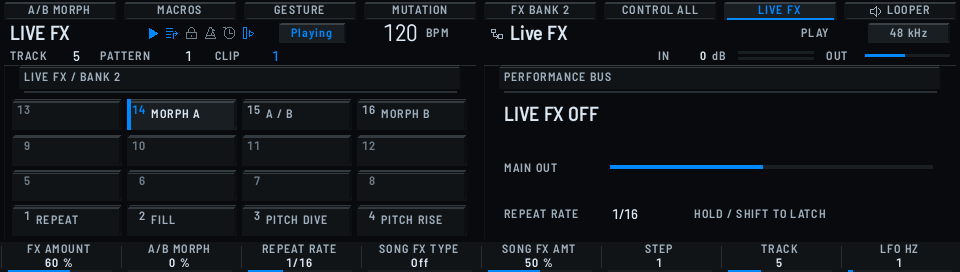 A/B MORPH
MACROS
GESTURE
MUTATION
FX BANK 2
CONTROL ALL
LIVE FX
LOOPER
LIVE FX
Playing
120 BPM
Live FX
PLAY
48 kHz
TRACK 5
PATTERN 1
CLIP 1
IN 0 dB
OUT
LIVE FX / BANK 2
PERFORMANCE BUS
13
14 MORPH A
15 A / B
16 MORPH B
LIVE FX OFF
9
10
11
12
MAIN OUT
5
6
7
8
1 REPEAT
2 FILL
3 PITCH DIVE
4 PITCH RISE
REPEAT RATE 1/16 HOLD / SHIFT TO LATCH
FX AMOUNT
60 %
A/B MORPH
0 %
REPEAT RATE
1/16
SONG FX TYPE
Off
SONG FX AMT
50 %
STEP
1
TRACK
5
LFO HZ
1